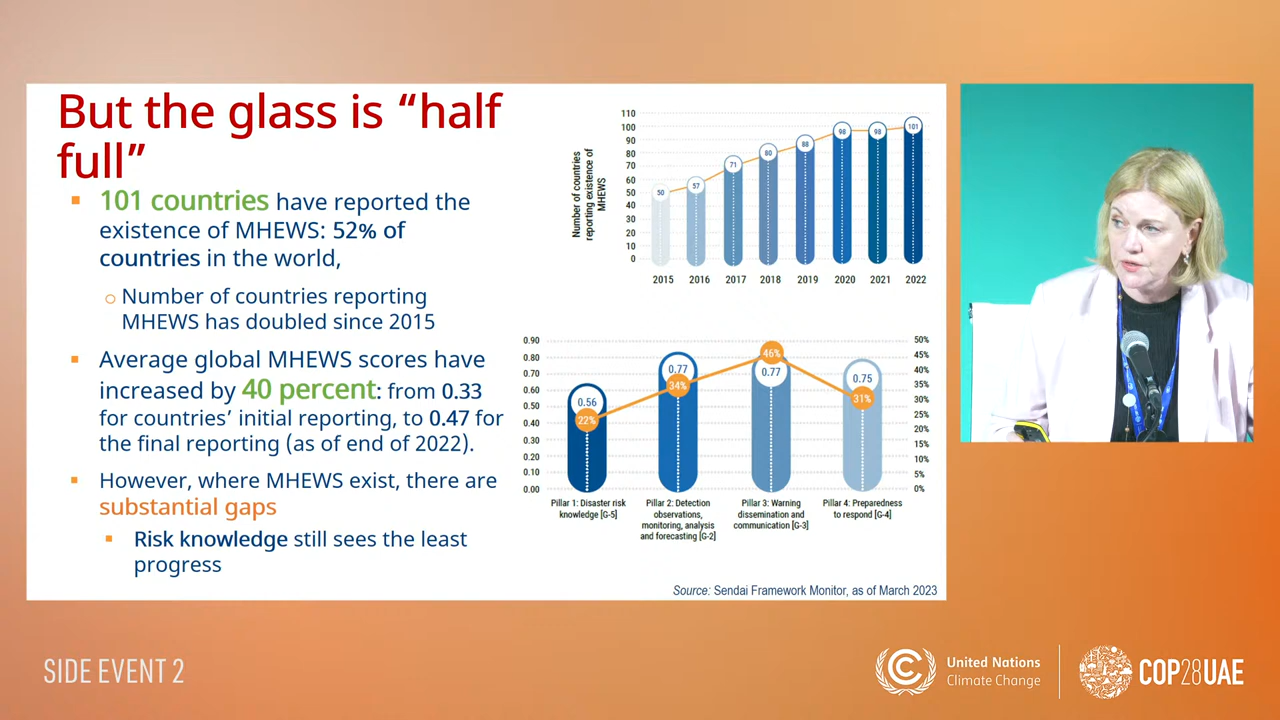 But the glass is “half
full”
▪ 101 countries have reported the
existence of MHEWS: 52% of
countries in the world,
o Number of countries reporting
MHEWS has doubled since 2015
▪ Average global MHEWS scores have
increased by 40 percent: from 0.33
for countries’ initial reporting, to 0.47 for
the final reporting (as of end of 2022).
▪ However, where MHEWS exist, there are
substantial gaps
▪ Risk knowledge still sees the least
progress
Number of countries
reporting existence of
MHEWS
110
100
90
80
70
60
50
40
30
20
10
0
50
57
71
80
88
98
98
101
2015 2016 2017 2018 2019 2020 2021 2022
0.90
0.80
0.70
0.60
0.50
0.40
0.30
0.20
0.10
0.00
0.56
22%
0.77
34%
46%
0.77
0.75
31%
50%
45%
40%
35%
30%
25%
20%
15%
10%
5%
0%
Pillar 1: Disaster risk
knowledge [G-5]
Pillar 2: Detection
observations,
monitoring, analysis
and forecasting [G-2]
Pillar 3: Warning
dissemination and
communication [G-3]
Pillar 4: Preparedness
to respond [G-4]
Source: Sendai Framework Monitor, as of March 2023
SIDE EVENT 2
United Nations
Climate Change
COP28UAE